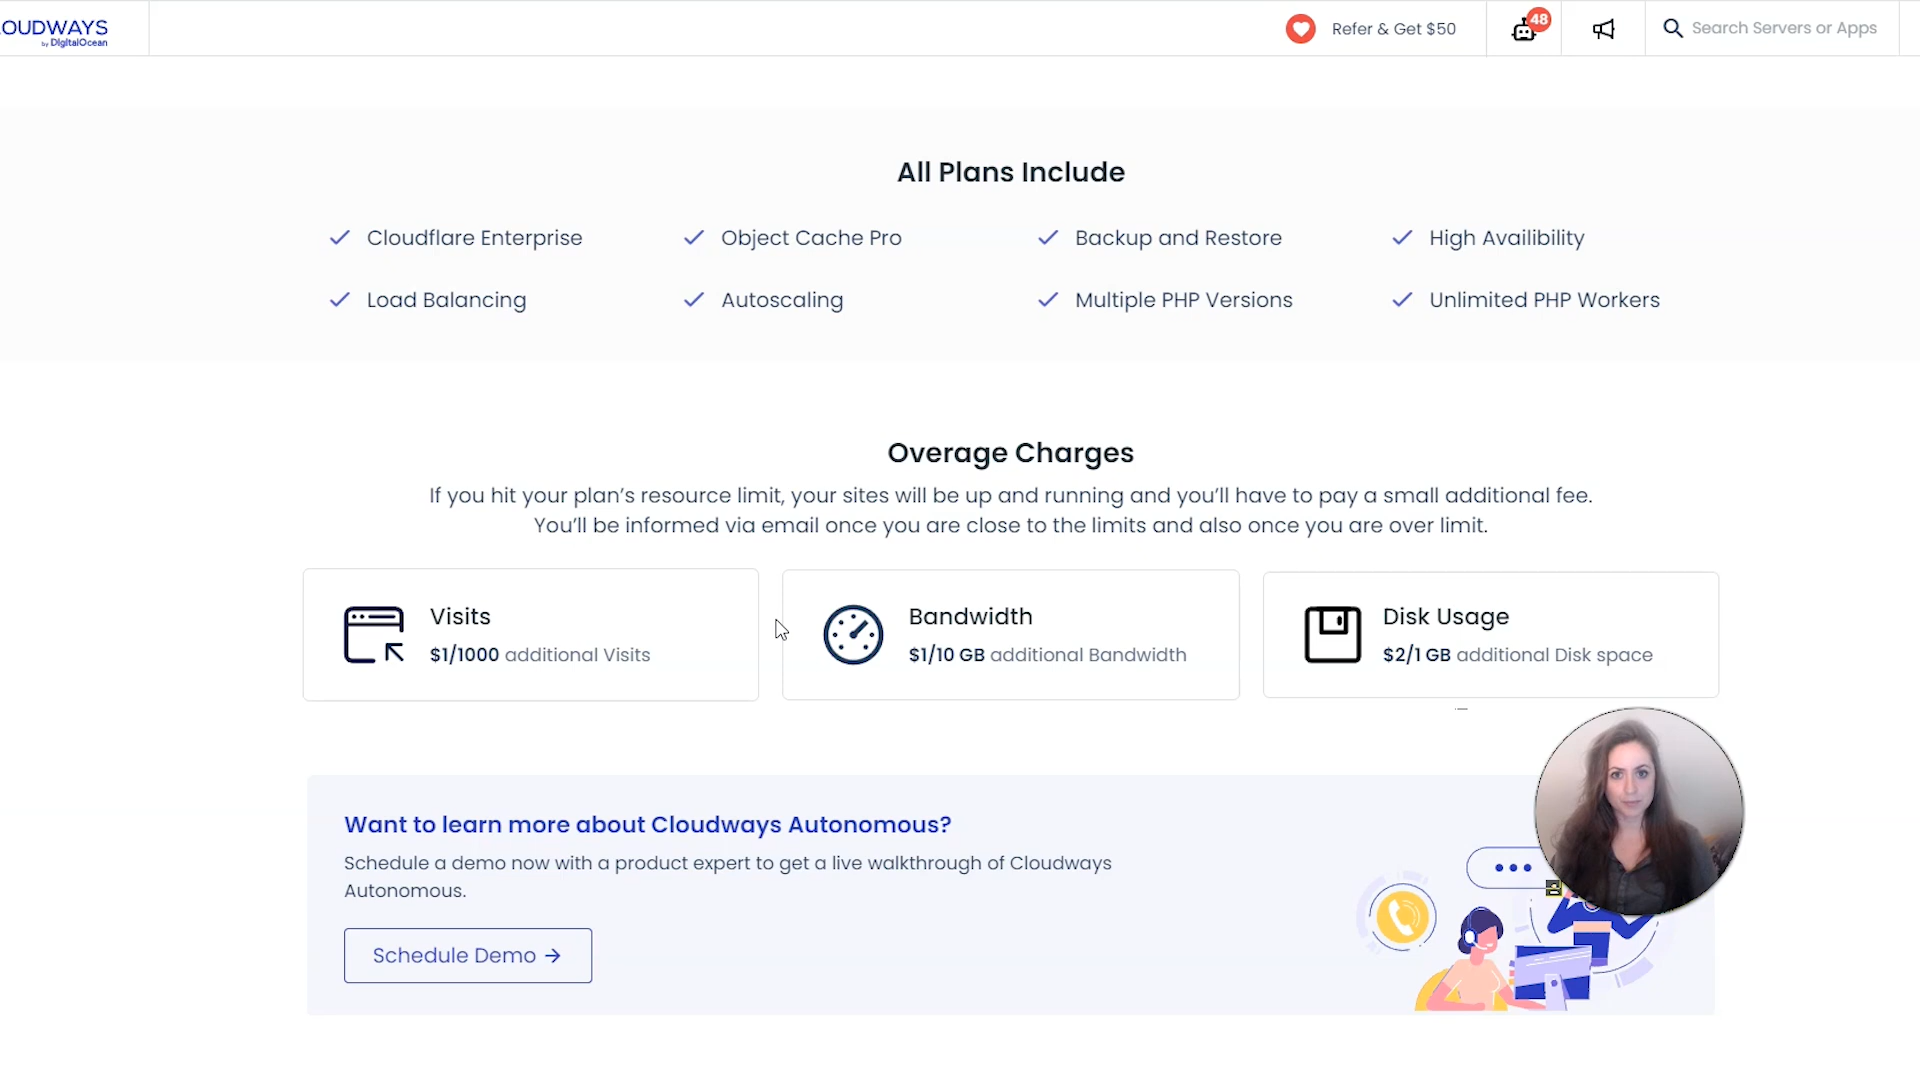 OUDWAYS
by DigitalOcean
Refer & Get $50
48
Search Servers or Apps
All Plans Include
Cloudflare Enterprise
Object Cache Pro
Backup and Restore
High Availibility
Load Balancing
Autoscaling
Multiple PHP Versions
Unlimited PHP Workers
Overage Charges
If you hit your plan's resource limit, your sites will be up and running and you'll have to pay a small additional fee.
You'll be informed via email once you are close to the limits and also once you are over limit.
Visits
$1/1000 additional Visits
Bandwidth
$1/10 GB additional Bandwidth
Disk Usage
$2/1 GB additional Disk space
Want to learn more about Cloudways Autonomous?
Schedule a demo now with a product expert to get a live walkthrough of Cloudways
Autonomous.
Schedule Demo →